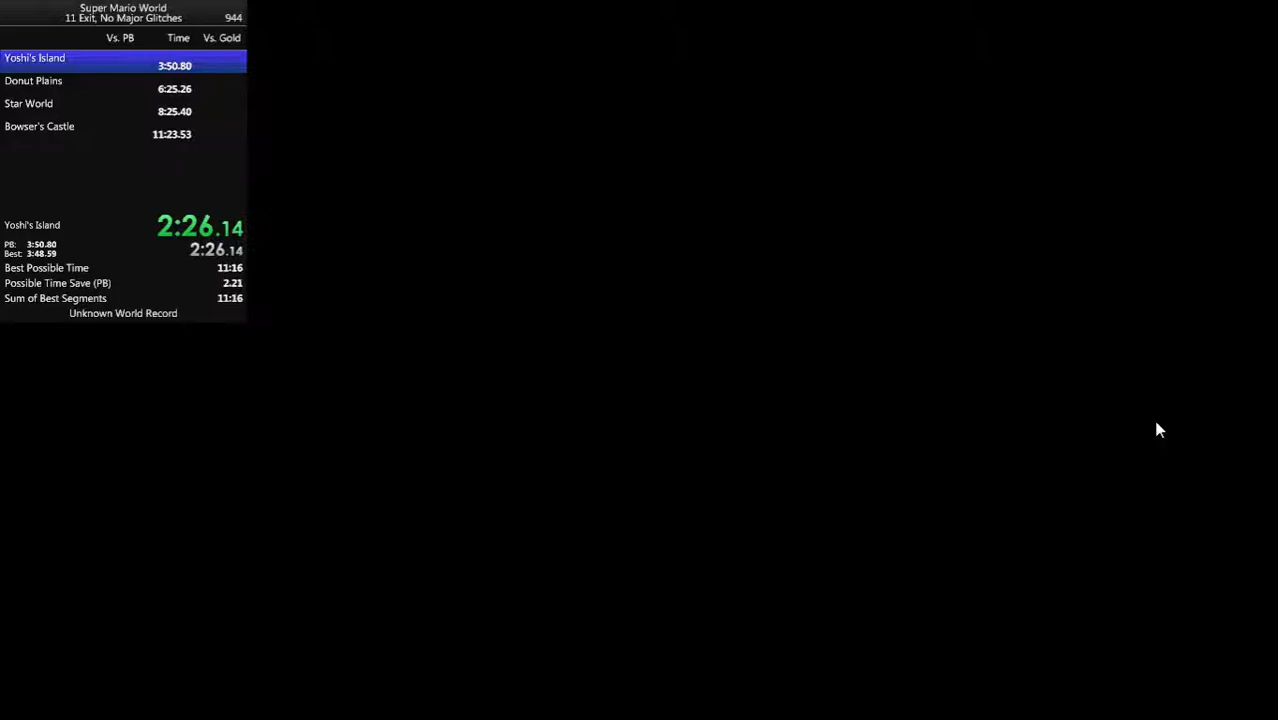 Super Mario World
11 Exit, No Major Glitches 944
Vs. PB Time Vs. Gold
Yoshi's Island 3:50.80
Donut Plains 6:25.26
Star World 8:25.40
Bowser's Castle 11:23.53
Yoshi's Island 2:26.14
PB: 3:50.80
Best: 3:48.59 2:26.14
Best Possible Time 11:16
Possible Time Save (PB) 2.21
Sum of Best Segments 11:16
Unknown World Record